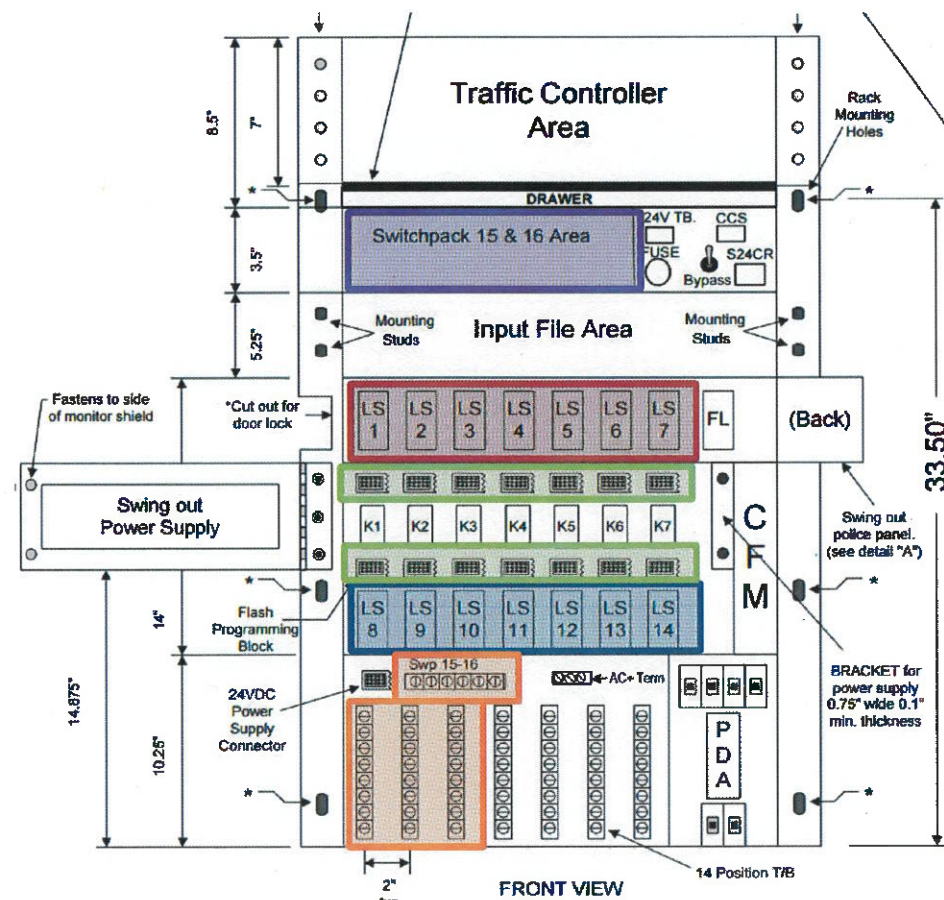 Traffic Controller
Area
Rack
Mounting
Holes
8.5"
7"
*
*
DRAWER
Switchpack 15 & 16 Area
24V TB.
CCS
FUSE
S24CR
Bypass
3.5"
5.25"
Mounting
Studs
Input File Area
Mounting
Studs
Fastens to side
of monitor shield
*Cut out for
door lock
LS
1
LS
2
LS
3
LS
4
LS
5
LS
6
LS
7
FL
(Back)
33.50"
Swing out
Power Supply
K1
K2
K3
K4
K5
K6
K7
C
F
M
Swing out
police panel.
(see detail "A")
*
*
14"
Flash
Programming
Block
LS
8
LS
9
LS
10
LS
11
LS
12
LS
13
LS
14
Swp 15-16
AC+ Term
24VDC
Power
Supply
Connector
BRACKET for
power supply
0.75" wide 0.1"
min. thickness
14.875"
10.25"
P
D
A
*
*
2"
14 Position T/B
FRONT VIEW